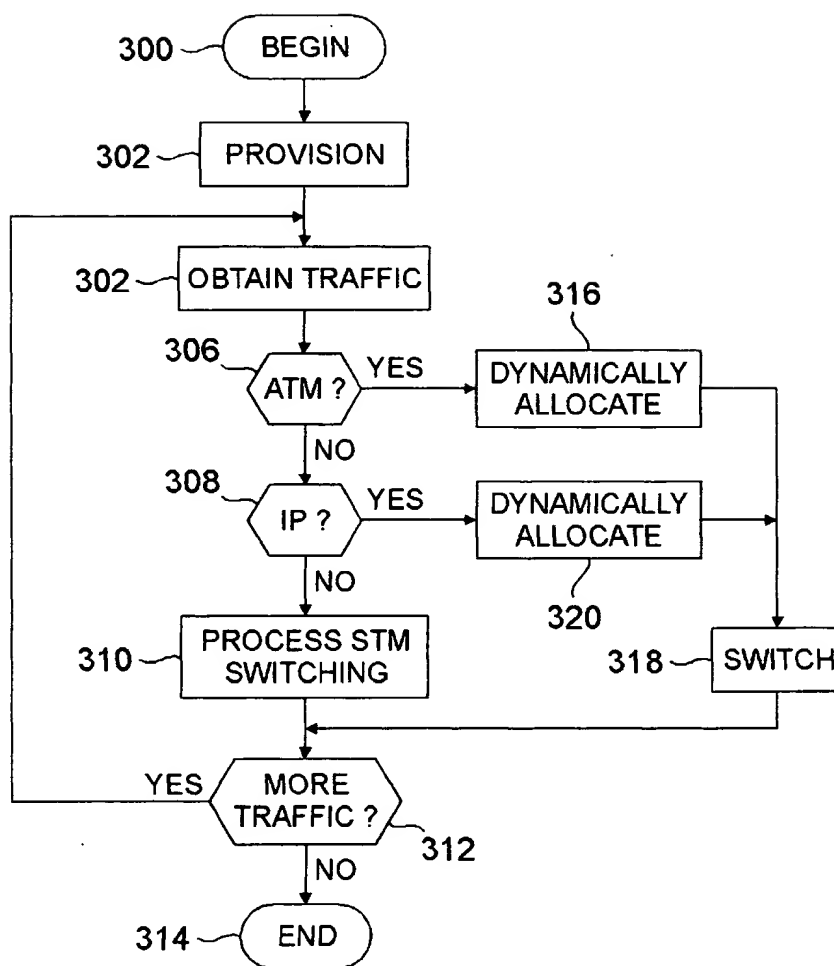 300
BEGIN
302
PROVISION
302
OBTAIN TRAFFIC
306
ATM ?
YES
316
DYNAMICALLY
ALLOCATE
NO
308
IP ?
YES
DYNAMICALLY
ALLOCATE
320
NO
310
PROCESS STM
SWITCHING
318
SWITCH
YES
MORE
TRAFFIC ?
312
NO
314
END